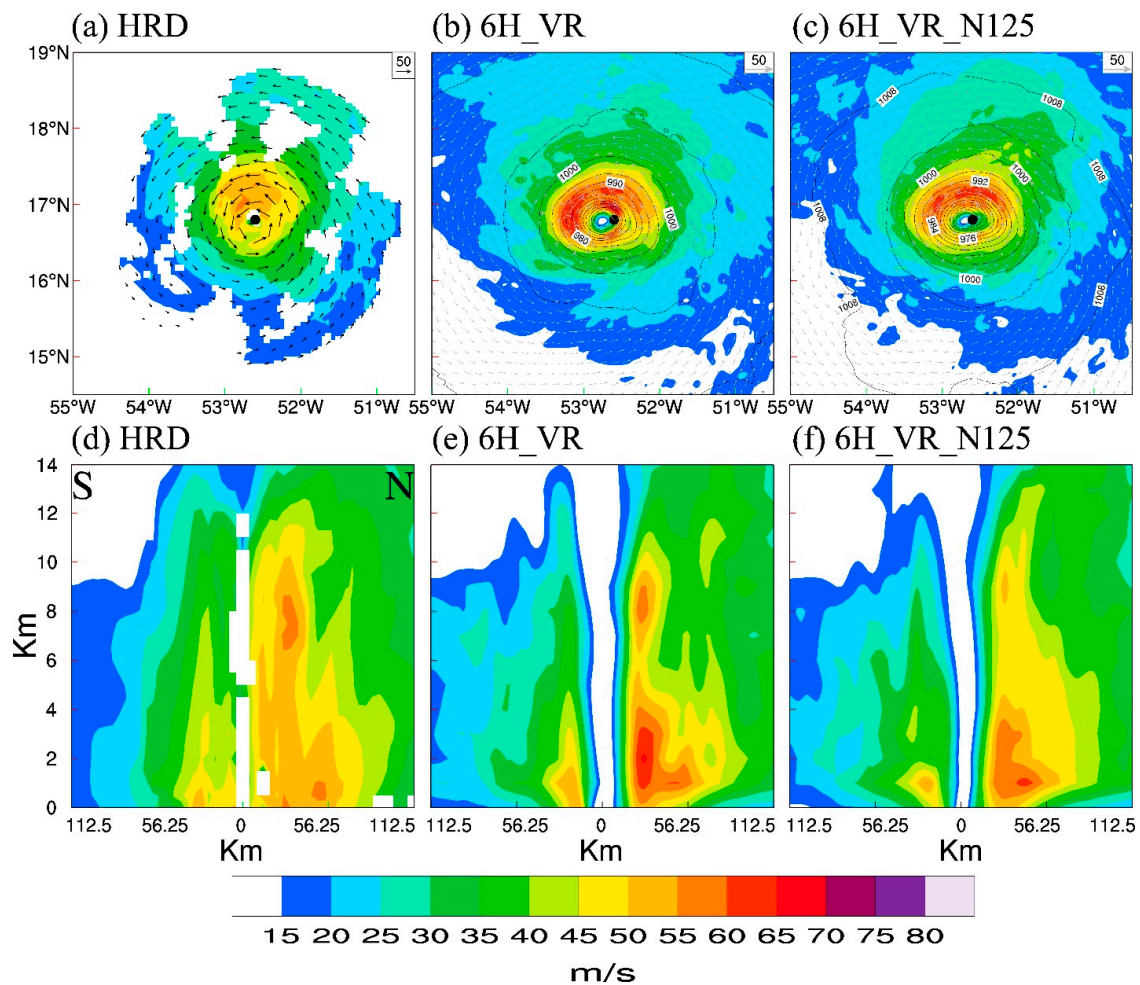 (a) HRD (b) 6H_VR (c) 6H_VR_N125
19°N 50 50 50
18°N
17°N
16°N
15°N
1000 990 980 1000
1008 1008 1000 992 1000 1008 1008 984 976 1000 1008 1008
55°W 54°W 53°W 52°W 51°W 55°W 54°W 53°W 52°W 51°W 55°W 54°W 53°W 52°W 51°W
(d) HRD (e) 6H_VR (f) 6H_VR_N125
14
S N
12
10
8
Km
6
4
2
0
112.5 56.25 0 56.25 112.5 112.5 56.25 0 56.25 112.5 112.5 56.25 0 56.25 112.5
Km Km Km
15 20 25 30 35 40 45 50 55 60 65 70 75 80
m/s